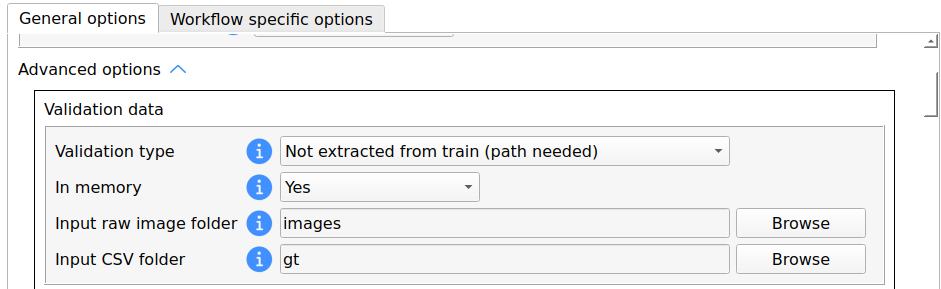 General options Workflow specific options
Advanced options
Validation data
Validation type i Not extracted from train (path needed)
In memory i Yes
Input raw image folder i images Browse
Input CSV folder i gt Browse